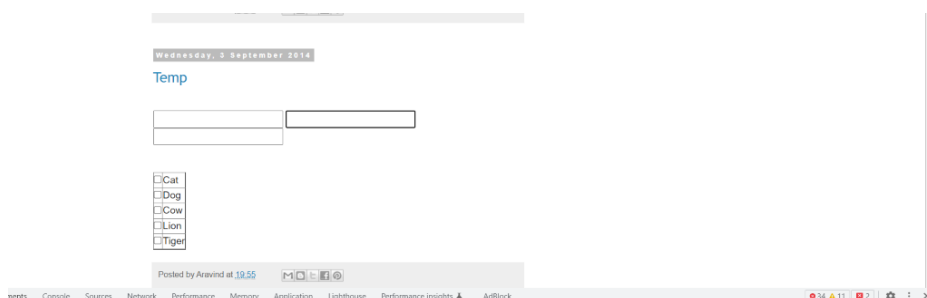 Wednesday, 3 September 2014
Temp
Cat
Dog
Cow
Lion
Tiger
Posted by Aravind at 19:55
Console Sources Network Performance Memory Application Lighthouse Performance insights AdBlock 34 11 2